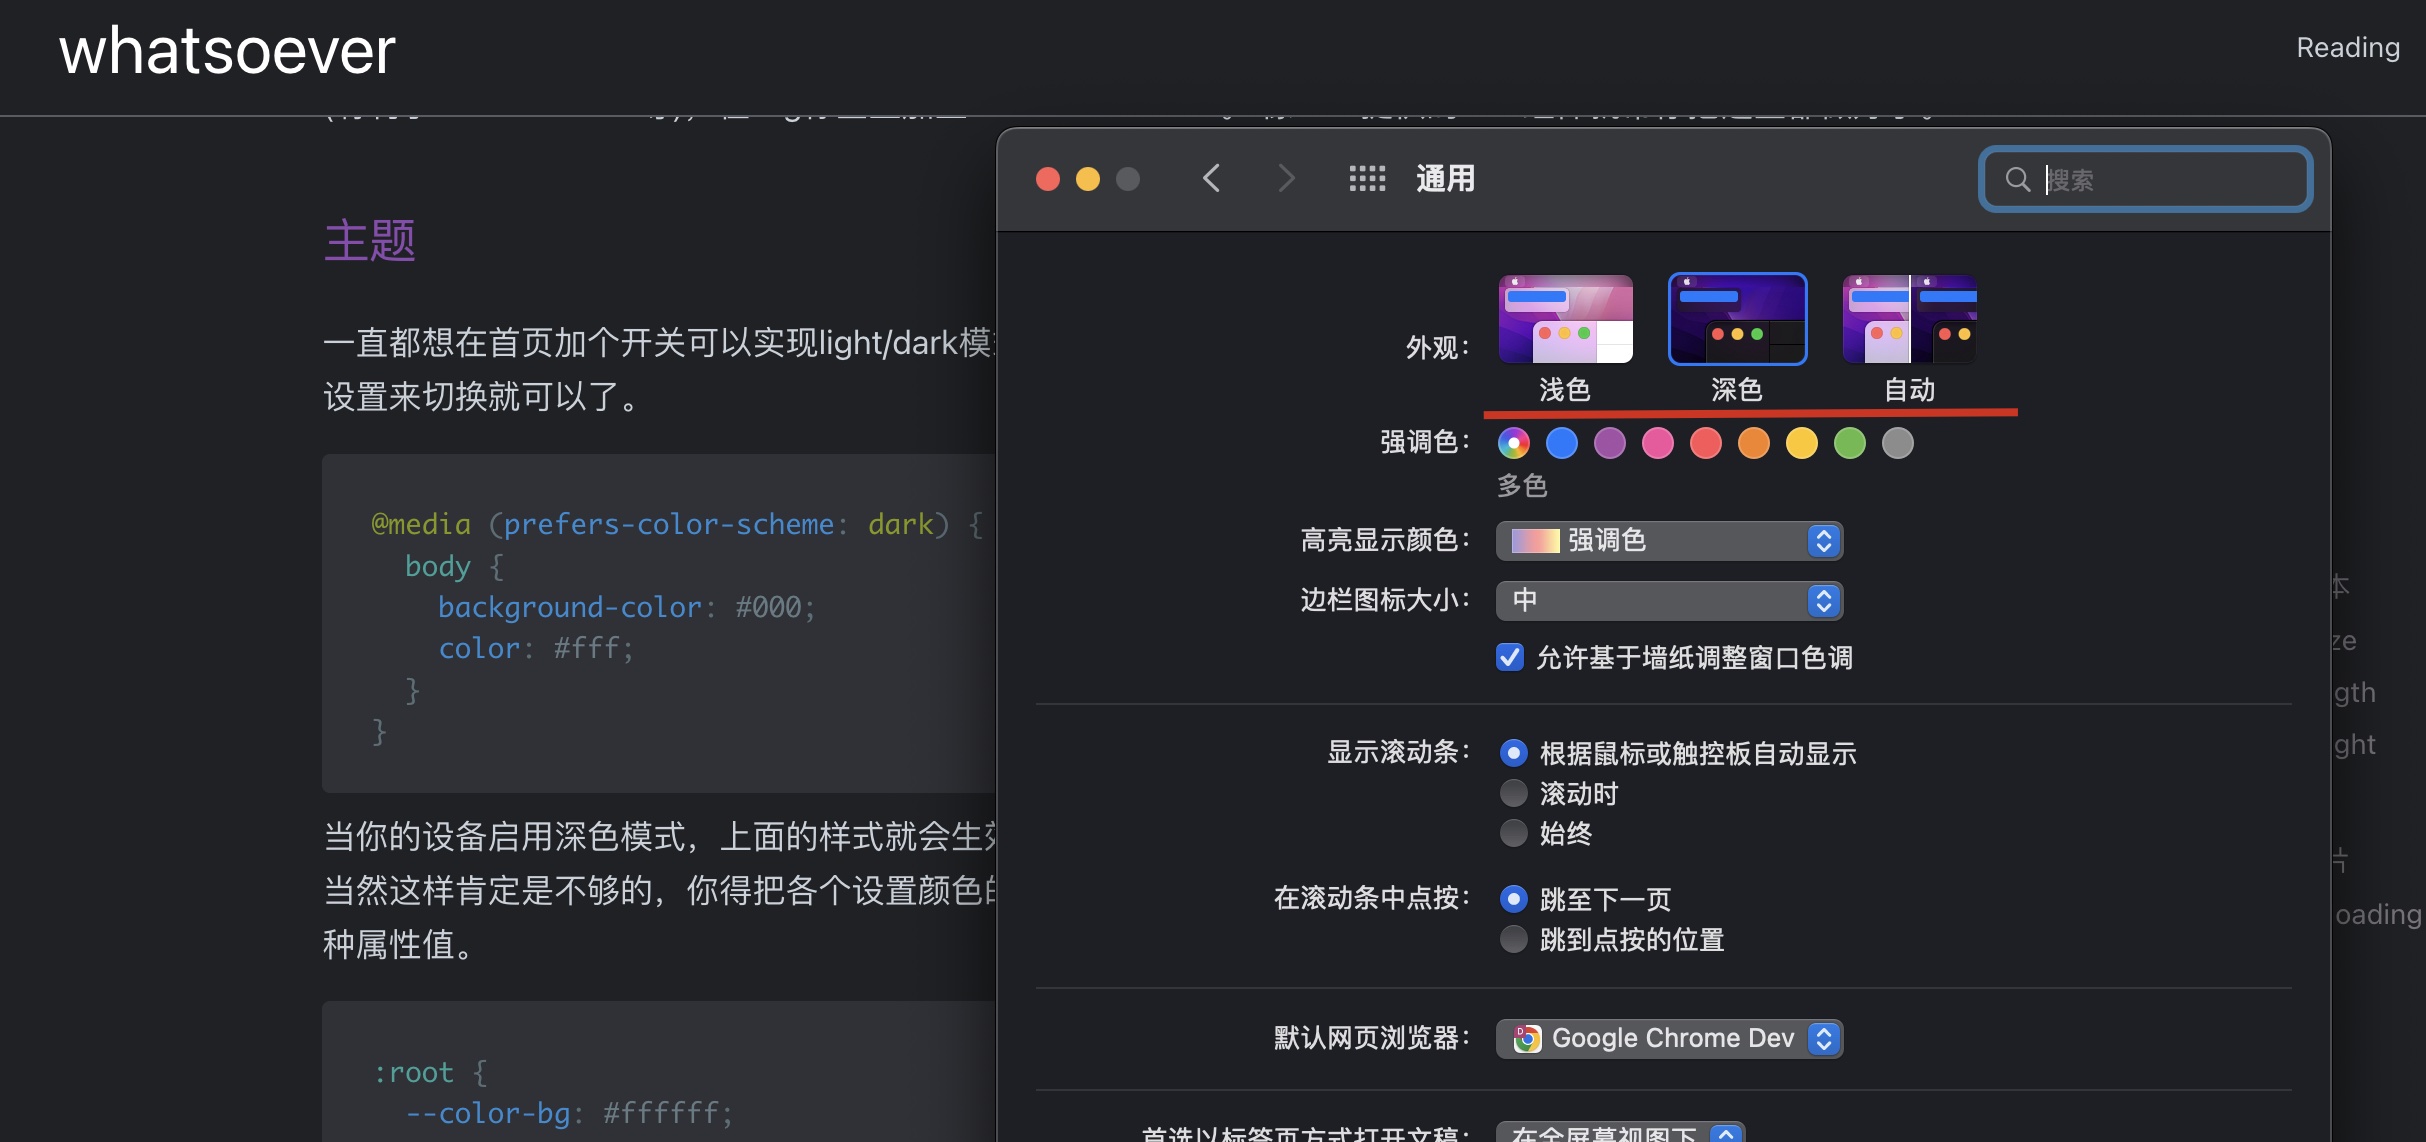 whatsoever
Reading
主题
一直都想在首页加个开关可以实现light/dark模
设置来切换就可以了。
@media (prefers-color-scheme: dark) {
body {
background-color: #000;
color: #fff;
}
}
当你的设备启用深色模式，上面的样式就会生
当然这样肯定是不够的，你得把各个设置颜色
种属性值。
:root {
--color-bg: #ffffff;
通用
搜索
外观：
浅色
深色
自动
强调色：
多色
高亮显示颜色：
强调色
边栏图标大小：
中
允许基于墙纸调整窗口色调
显示滚动条：
根据鼠标或触控板自动显示
滚动时
始终
在滚动条中点按：
跳至下一页
跳到点按的位置
默认网页浏览器：
Google Chrome Dev
首选以标签页方式打开文稿：
在全屏幕视图下
ze
gth
ght
oading